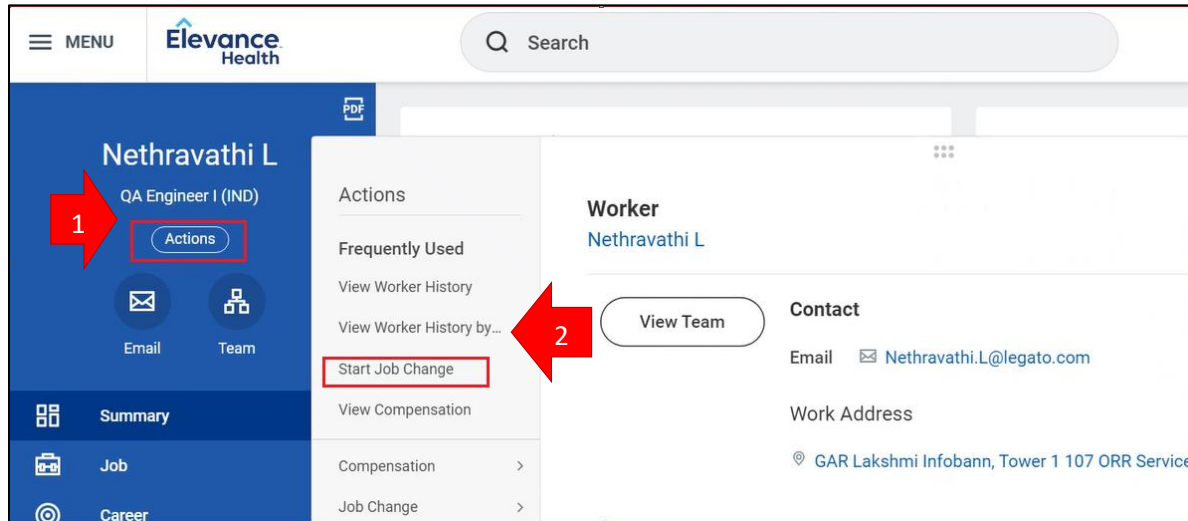 MENU
Elevance
Health
Search
PDF
Nethravathi L
QA Engineer I (IND)
1
Actions
Email
Team
Summary
Job
Career
Actions
Frequently Used
View Worker History
View Worker History by...
2
Start Job Change
View Compensation
Compensation
Job Change
Worker
Nethravathi L
View Team
Contact
Email Nethravathi.L@legato.com
Work Address
GAR Lakshmi Infobann, Tower 1 107 ORR Service